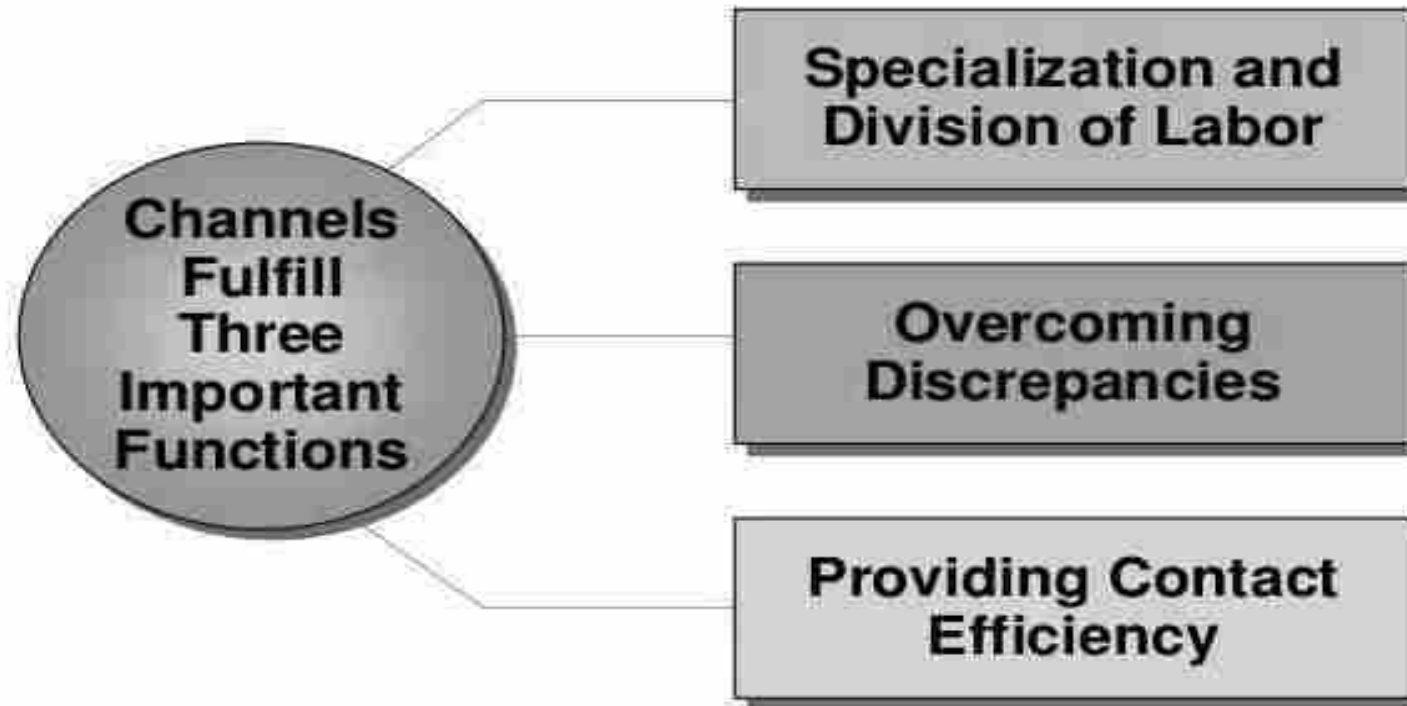 Channels
Fulfill
Three
Important
Functions
Specialization and
Division of Labor
Overcoming
Discrepancies
Providing Contact
Efficiency